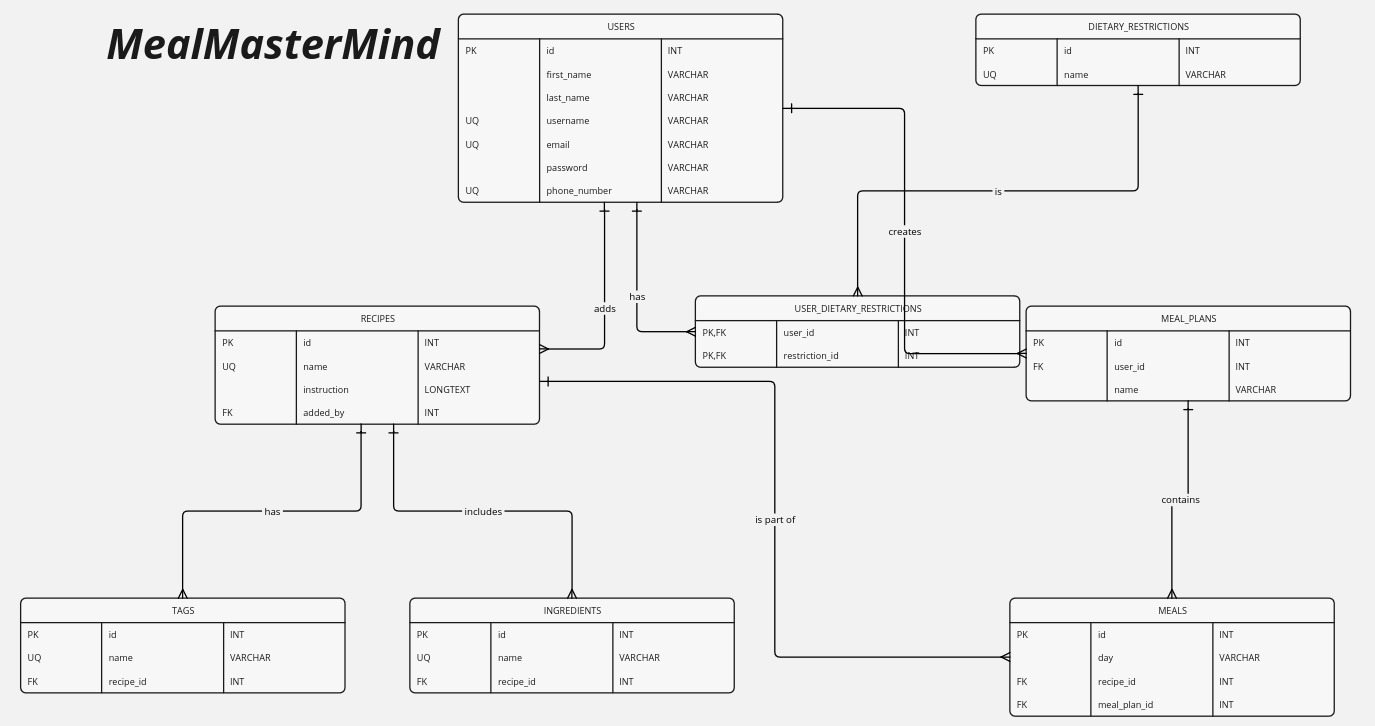 MealMasterMind
USERS
PK id INT
first_name VARCHAR
last_name VARCHAR
UQ username VARCHAR
UQ email VARCHAR
password VARCHAR
UQ phone_number VARCHAR
DIETARY_RESTRICTIONS
PK id INT
UQ name VARCHAR
is
creates
adds
has
RECIPES
PK id INT
UQ name VARCHAR
instruction LONGTEXT
FK added_by INT
USER_DIETARY_RESTRICTIONS
PK,FK user_id INT
PK,FK restriction_id INT
MEAL_PLANS
PK id INT
FK user_id INT
name VARCHAR
has
includes
is part of
contains
TAGS
PK id INT
UQ name VARCHAR
FK recipe_id INT
INGREDIENTS
PK id INT
UQ name VARCHAR
FK recipe_id INT
MEALS
PK id INT
day VARCHAR
FK recipe_id INT
FK meal_plan_id INT